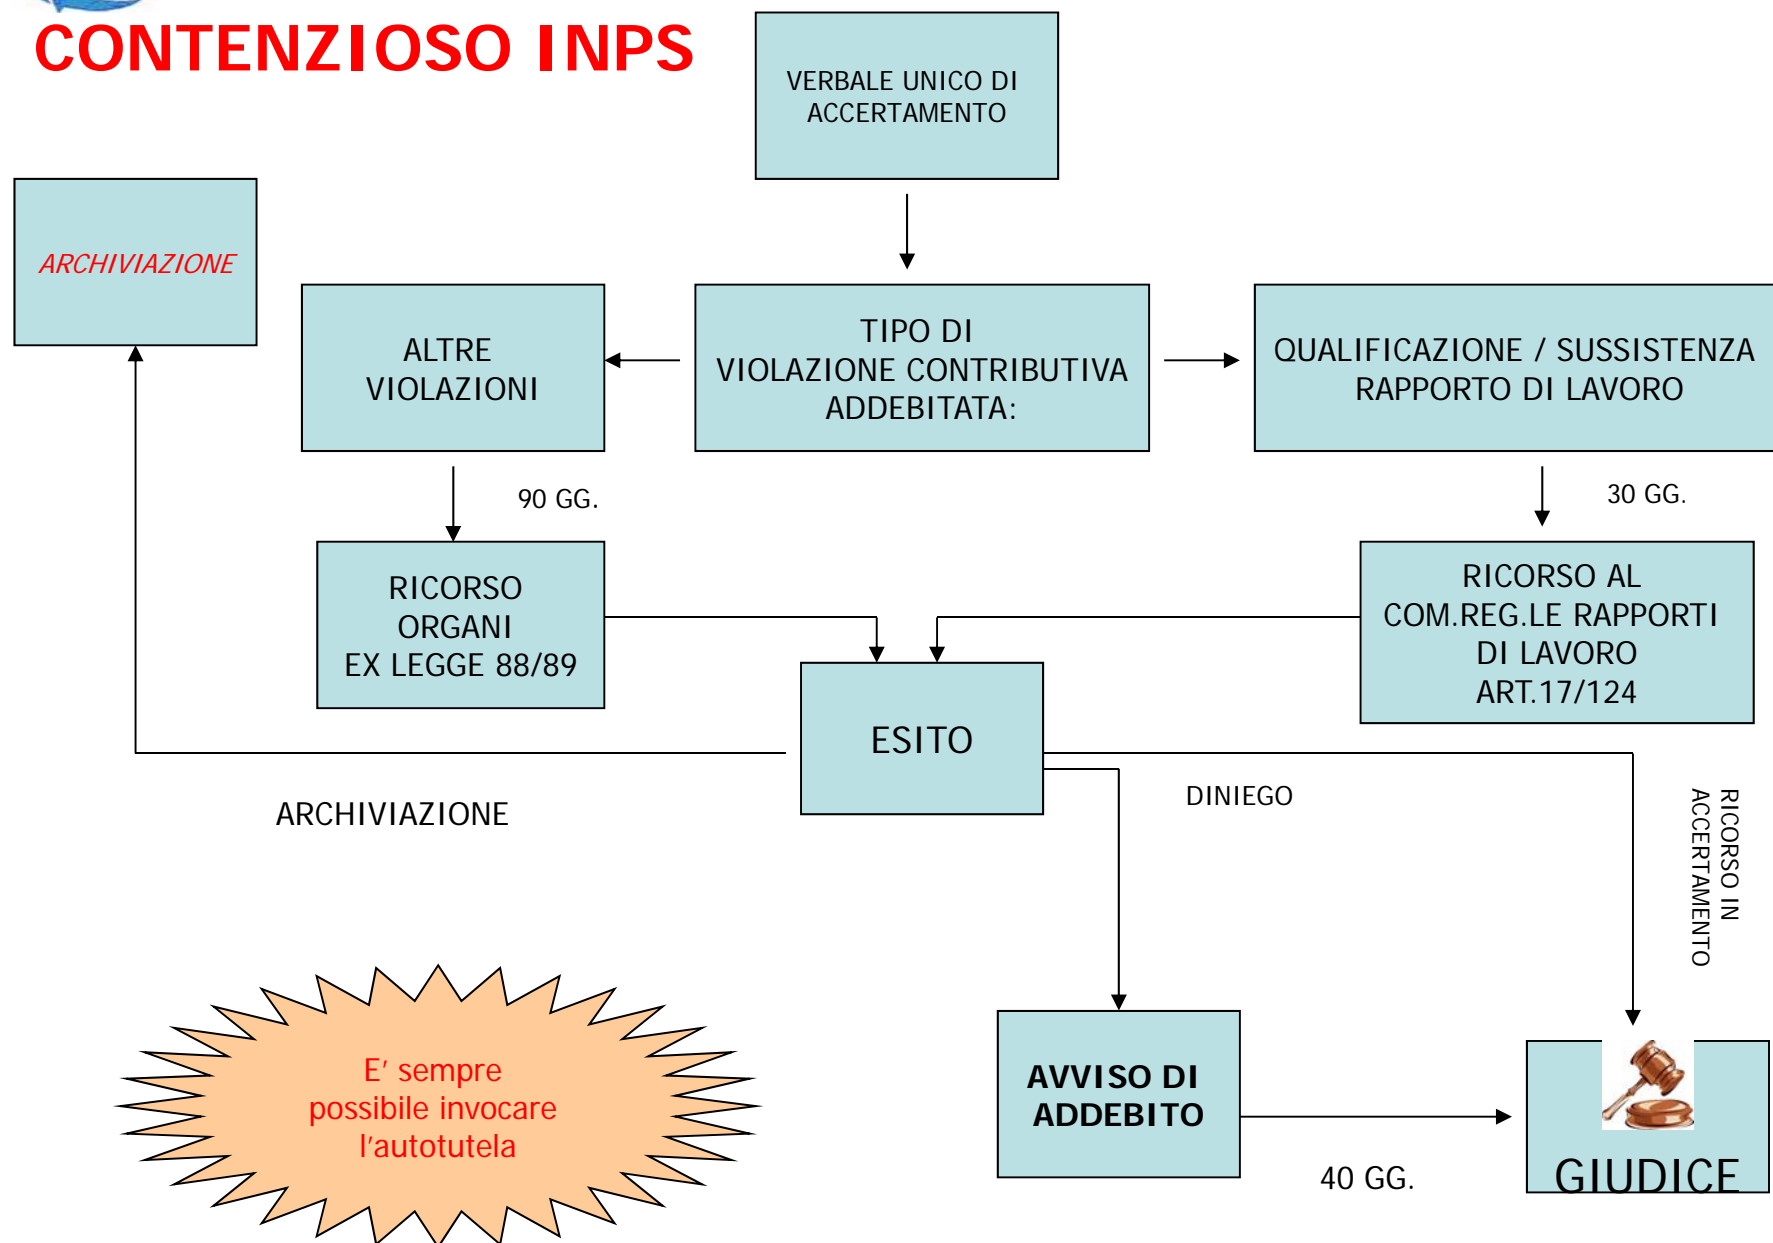 CONTENZIOSO INPS
VERBALE UNICO DI
ACCERTAMENTO
ARCHIVIAZIONE
ALTRE
VIOLAZIONI
TIPO DI
VIOLAZIONE CONTRIBUTIVA
ADDEBITATA:
QUALIFICAZIONE / SUSSISTENZA
RAPPORTO DI LAVORO
90 GG.
30 GG.
RICORSO
ORGANI
EX LEGGE 88/89
RICORSO AL
COM.REG.LE RAPPORTI
DI LAVORO
ART.17/124
ESITO
ARCHIVIAZIONE
DINIEGO
RICORSO IN
ACCERTAMENTO
E' sempre
possibile invocare
l'autotutela
AVVISO DI
ADDEBITO
40 GG.
GIUDICE